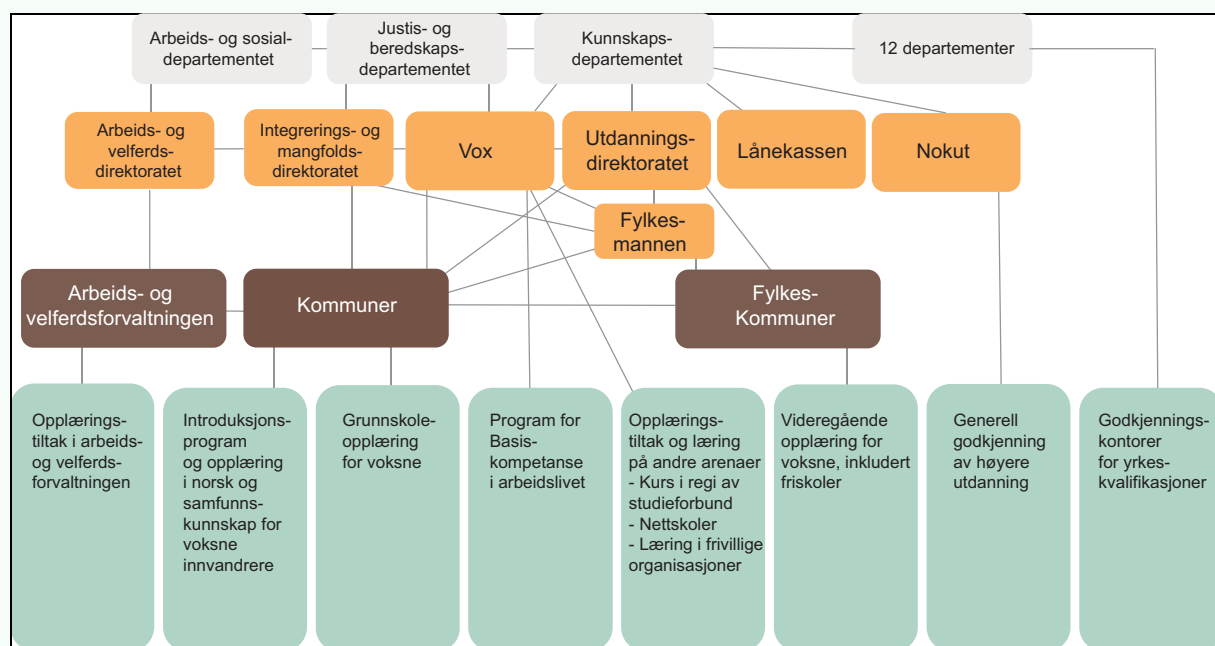 Arbeids- og sosial-
departementet
Justis- og
beredskaps-
departementet
Kunnskaps-
departementet
12 departementer
Arbeids- og
velferds-
direktoratet
Integrerings- og
mangfolds-
direktoratet
Vox
Utdannings-
direktoratet
Lånekassen
Nokut
Fylkes-
mannen
Arbeids- og
velferdsforvaltningen
Kommuner
Fylkes-
Kommuner
Opplærings-
tiltak i arbeids-
og velferds-
forvaltningen
Introduksjons-
program
og opplæring
i norsk og
samfunns-
kunnskap for
voksne
innvandrere
Grunnskole-
opplæring
for voksne
Program for
Basis-
kompetanse
i arbeidslivet
Opplærings-
tiltak og læring
på andre arenaer
- Kurs i regi av
studieforbund
- Nettskoler
- Læring i frivillige
organisasjoner
Videregående
opplæring for
voksne, inkludert
friskoler
Generell
godkjenning
av høyere
utdanning
Godkjennings-
kontorer
for yrkes-
kvalifikasjoner